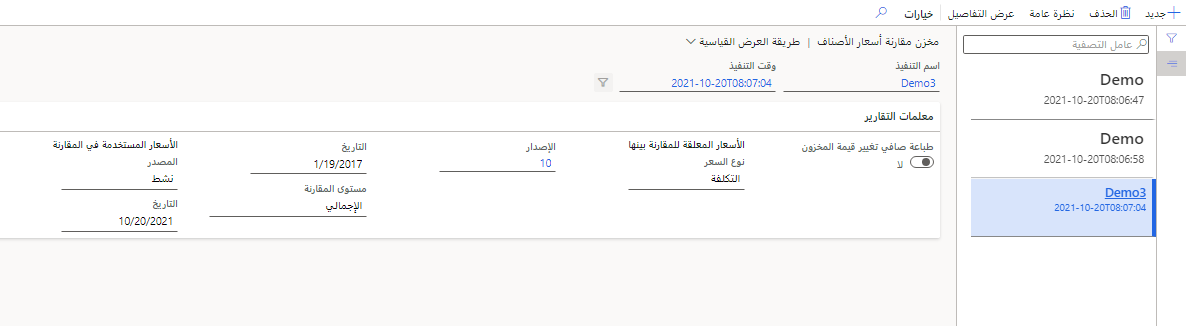 جديد
الحذف
نظرة عامة
عرض التفاصيل
خيارات
عامل التصفية
Demo
2021-10-20T08:06:47
Demo
2021-10-20T08:06:58
Demo3
2021-10-20T08:07:04
مخزن مقارنة أسعار الأصناف | طريقة العرض القياسية
اسم التنفيذ
Demo3
وقت التنفيذ
2021-10-20T08:07:04
معلمات التقارير
طباعة صافي تغيير قيمة المخزون
لا
الأسعار المعلقة للمقارنة بينها
نوع السعر
التكلفة
الإصدار
10
التاريخ
1/19/2017
مستوى المقارنة
الإجمالي
الأسعار المستخدمة في المقارنة
المصدر
نشط
التاريخ
10/20/2021